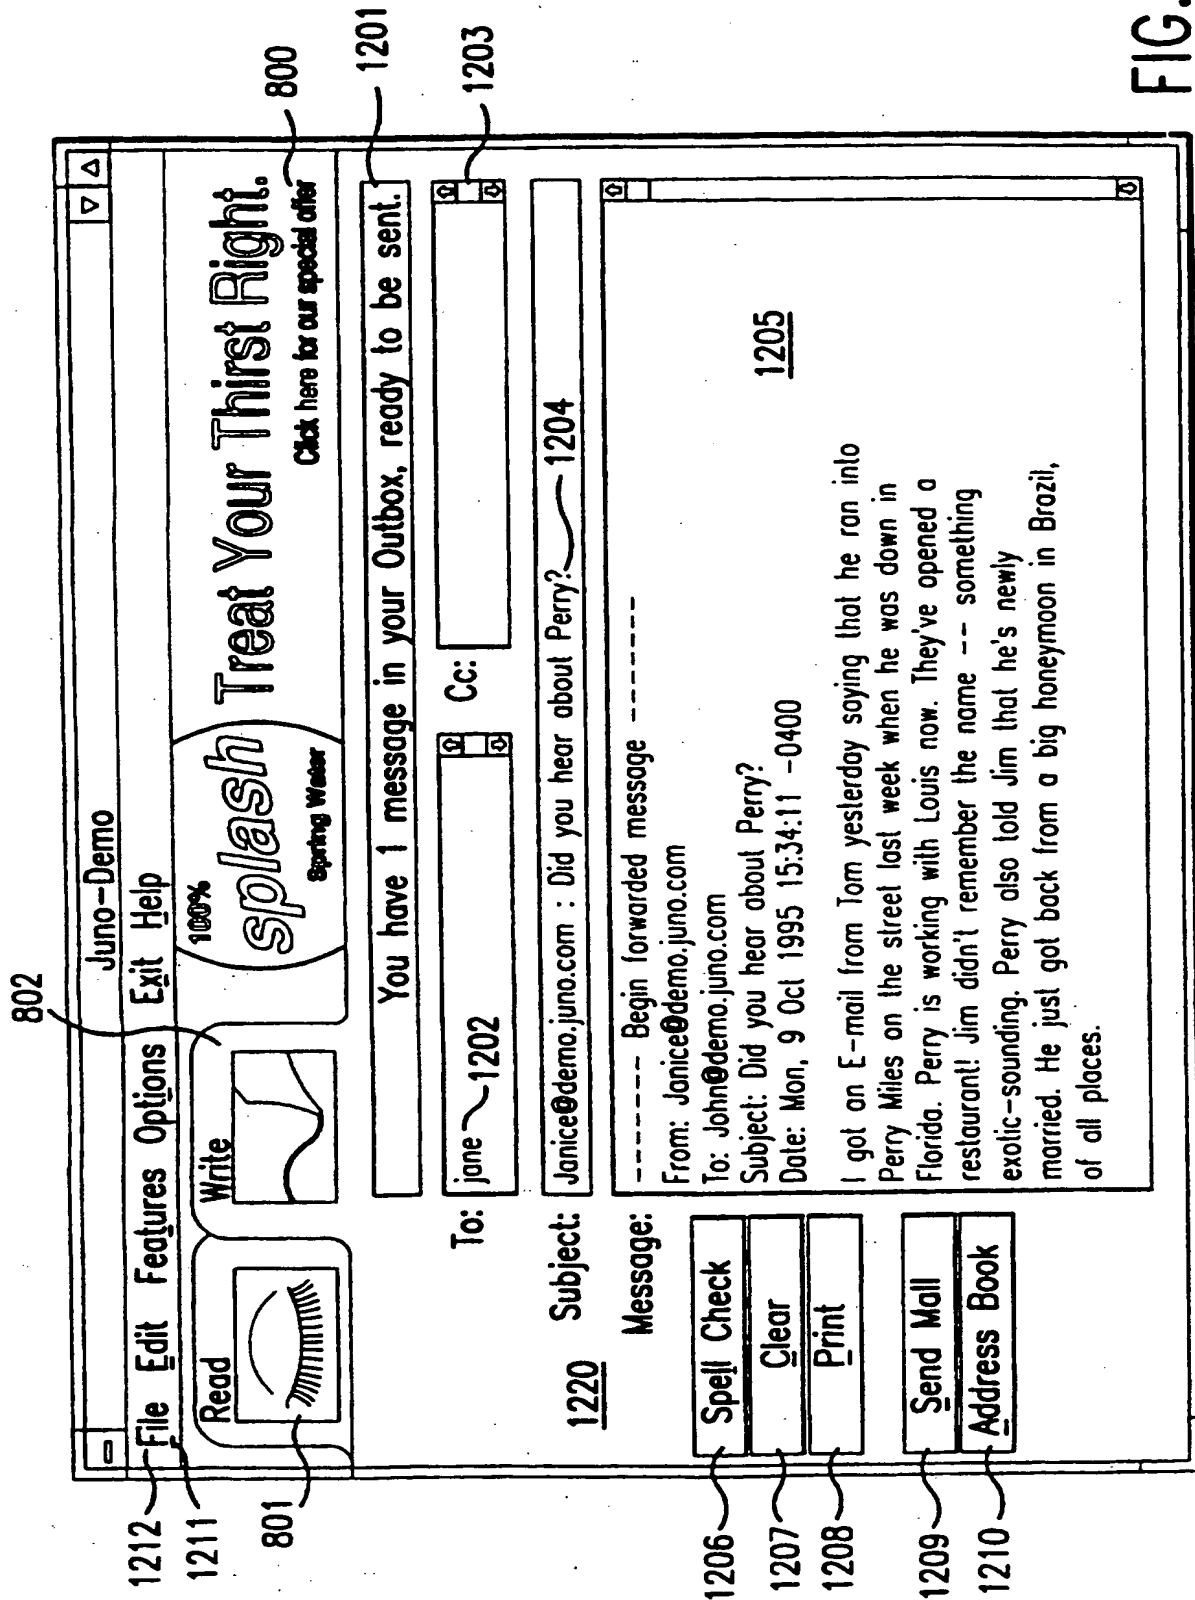 802
Juno-Demo
1212 File Edit Features Options Exit Help
1211
Read
Write
100%
splash
Spring Water
Treat Your Thirst Right.
Click here for our special offer
800
801
You have 1 message in your Outbox, ready to be sent.
1201
To: jane 1202
Cc:
1203
Subject: Janice@demo.juno.com : Did you hear about Perry? 1204
1220
Message:
------- Begin forwarded message -------
From: Janice@demo.juno.com
To: John@demo.juno.com
Subject: Did you hear about Perry?
Date: Mon, 9 Oct 1995 15:34:11 -0400
1205
I got an E-mail from Tom yesterday saying that he ran into
Perry Miles on the street last week when he was down in
Florida. Perry is working with Louis now. They've opened a
restaurant! Jim didn't remember the name -- something
exotic-sounding. Perry also told Jim that he's newly
married. He just got back from a big honeymoon in Brazil,
of all places.
1206 Spell Check
1207 Clear
1208 Print
1209 Send Mail
1210 Address Book
FIG.